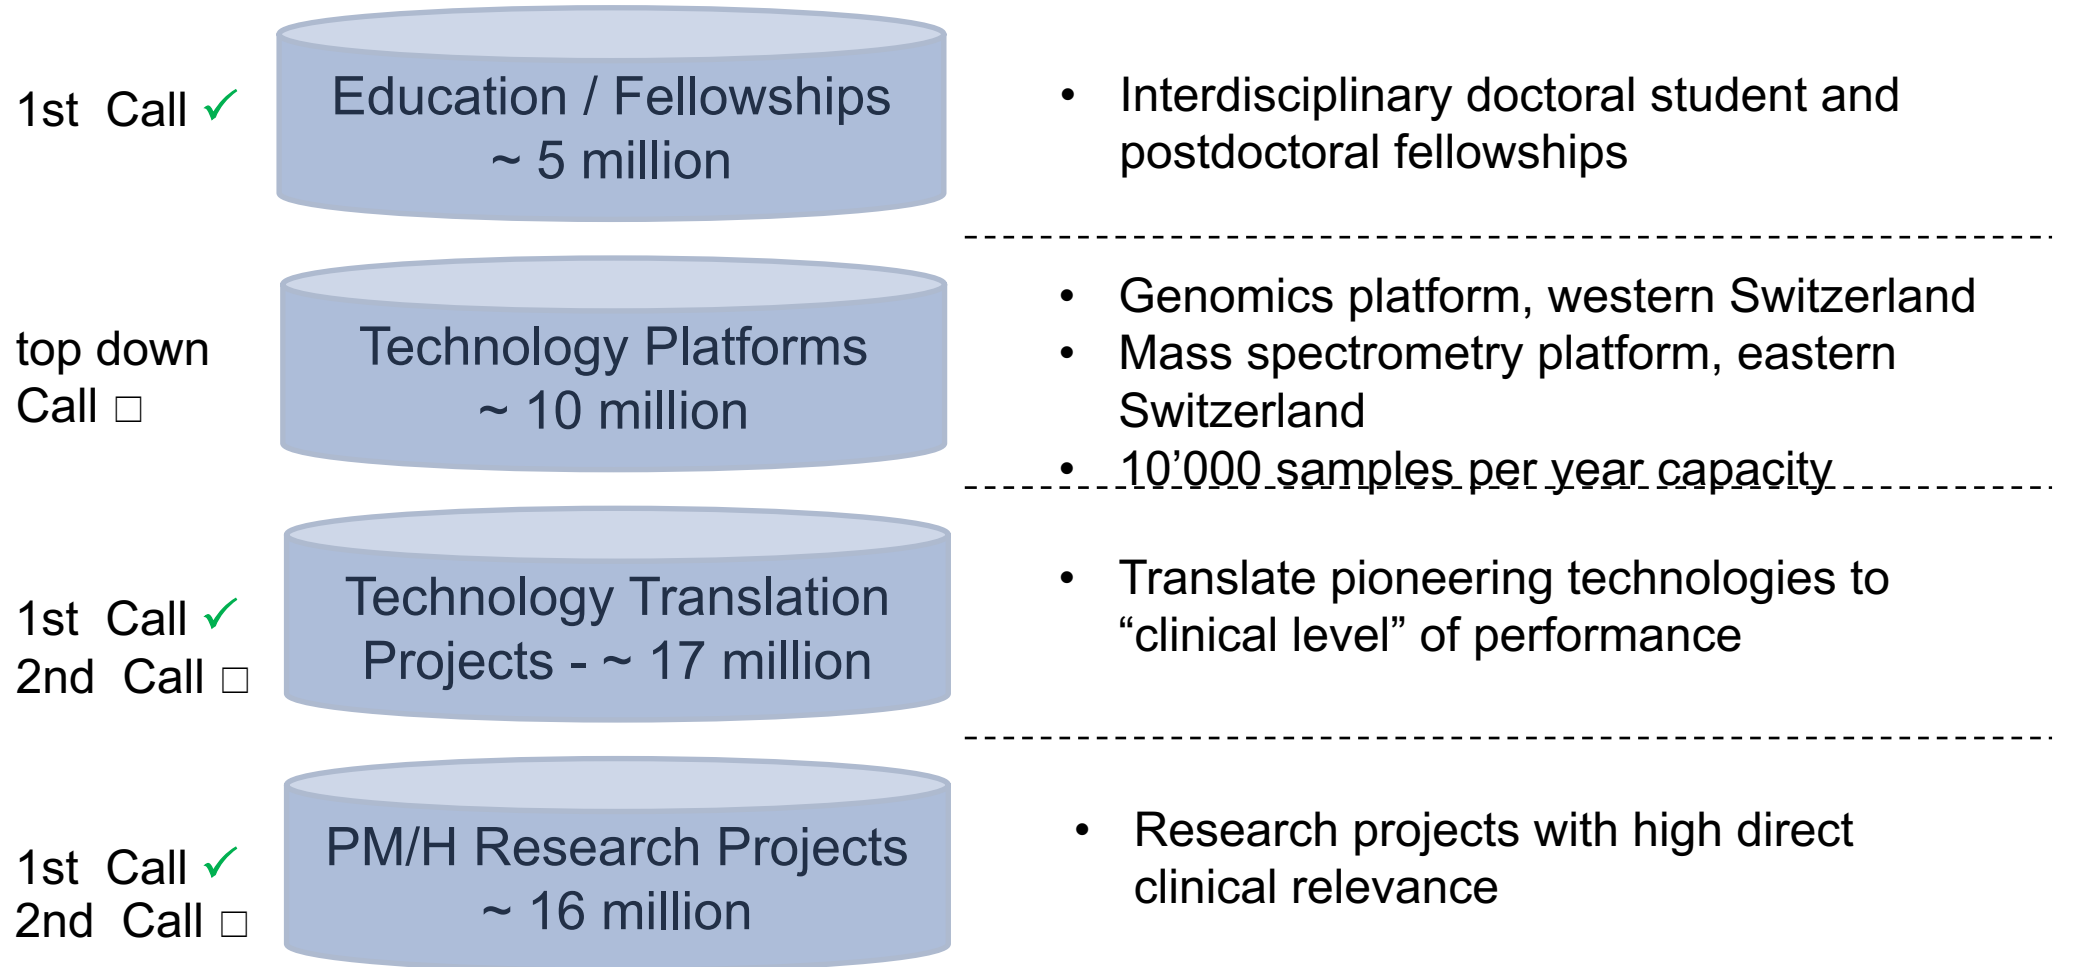 1st Call ✓
Education / Fellowships
~ 5 million
• Interdisciplinary doctoral student and
postdoctoral fellowships
top down
Call □
Technology Platforms
~ 10 million
• Genomics platform, western Switzerland
• Mass spectrometry platform, eastern
Switzerland
• 10’000 samples per year capacity
1st Call ✓
2nd Call □
Technology Translation
Projects - ~ 17 million
• Translate pioneering technologies to
“clinical level” of performance
1st Call ✓
2nd Call □
PM/H Research Projects
~ 16 million
• Research projects with high direct
clinical relevance